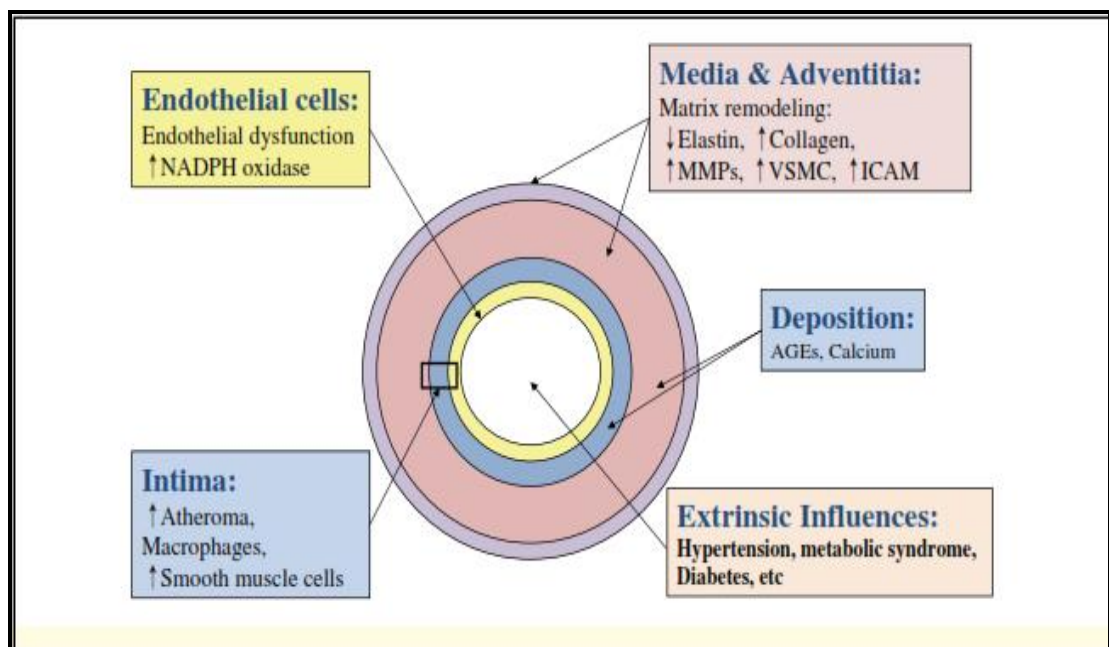 Endothelial cells:
Endothelial dysfunction
↑NADPH oxidase
Media & Adventitia:
Matrix remodeling:
↓Elastin, ↑Collagen,
↑MMPs, ↑VSMC, ↑ICAM
Deposition:
AGEs, Calcium
Intima:
↑Atheroma,
Macrophages,
↑Smooth muscle cells
Extrinsic Influences:
Hypertension, metabolic syndrome,
Diabetes, etc